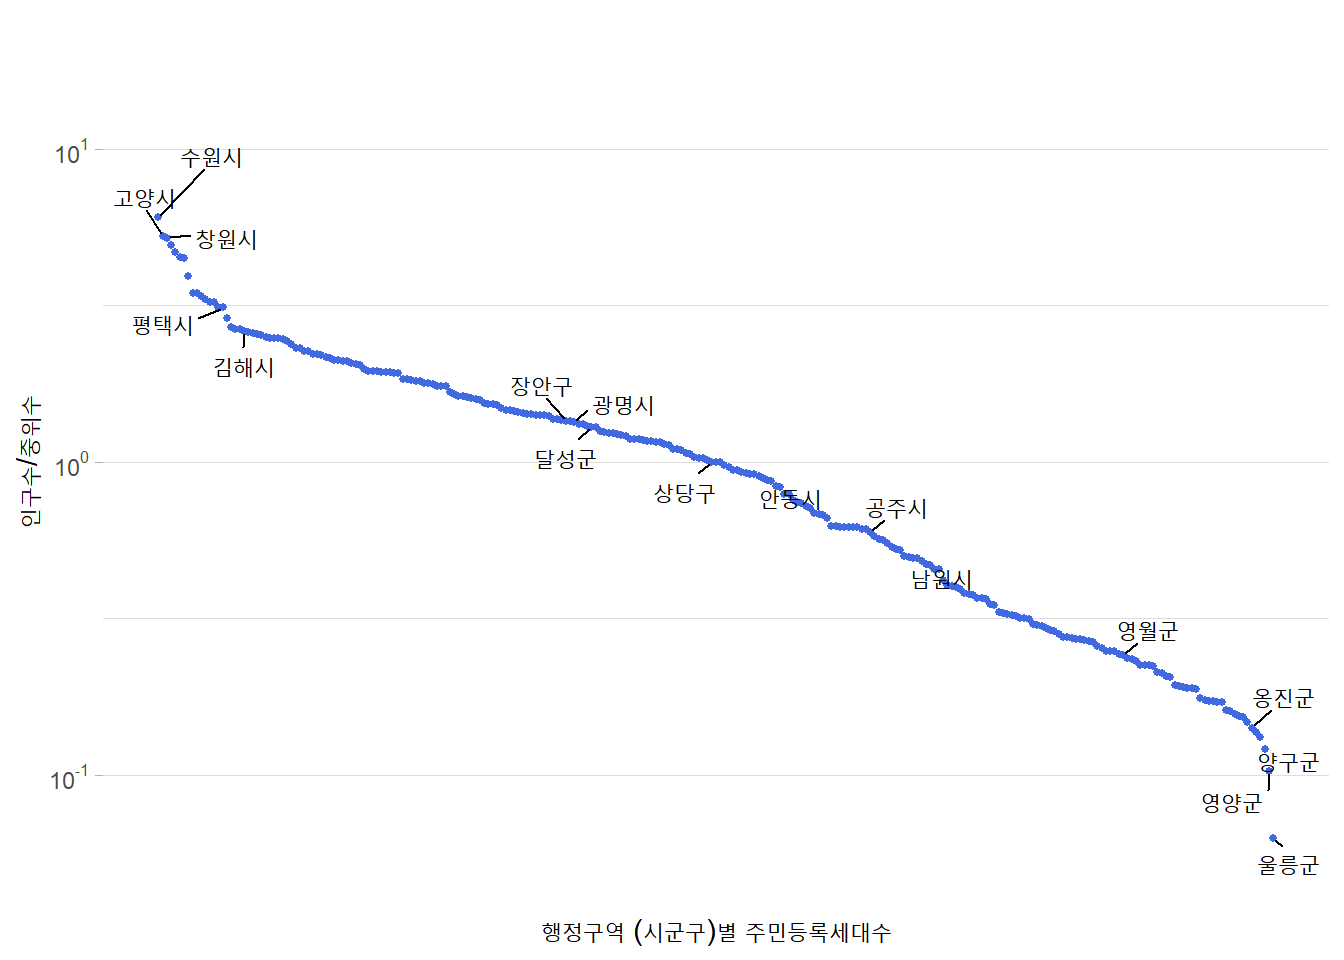 10¹
수원시
고양시
창원시
평택시
김해시
장안구
광명시
달성군
10⁰
상당구
안동시
공주시
남원시
영월군
옹진군
양구군
10⁻¹
영양군
울릉군
인구수/중위수
행정구역 (시군구)별 주민등록세대수